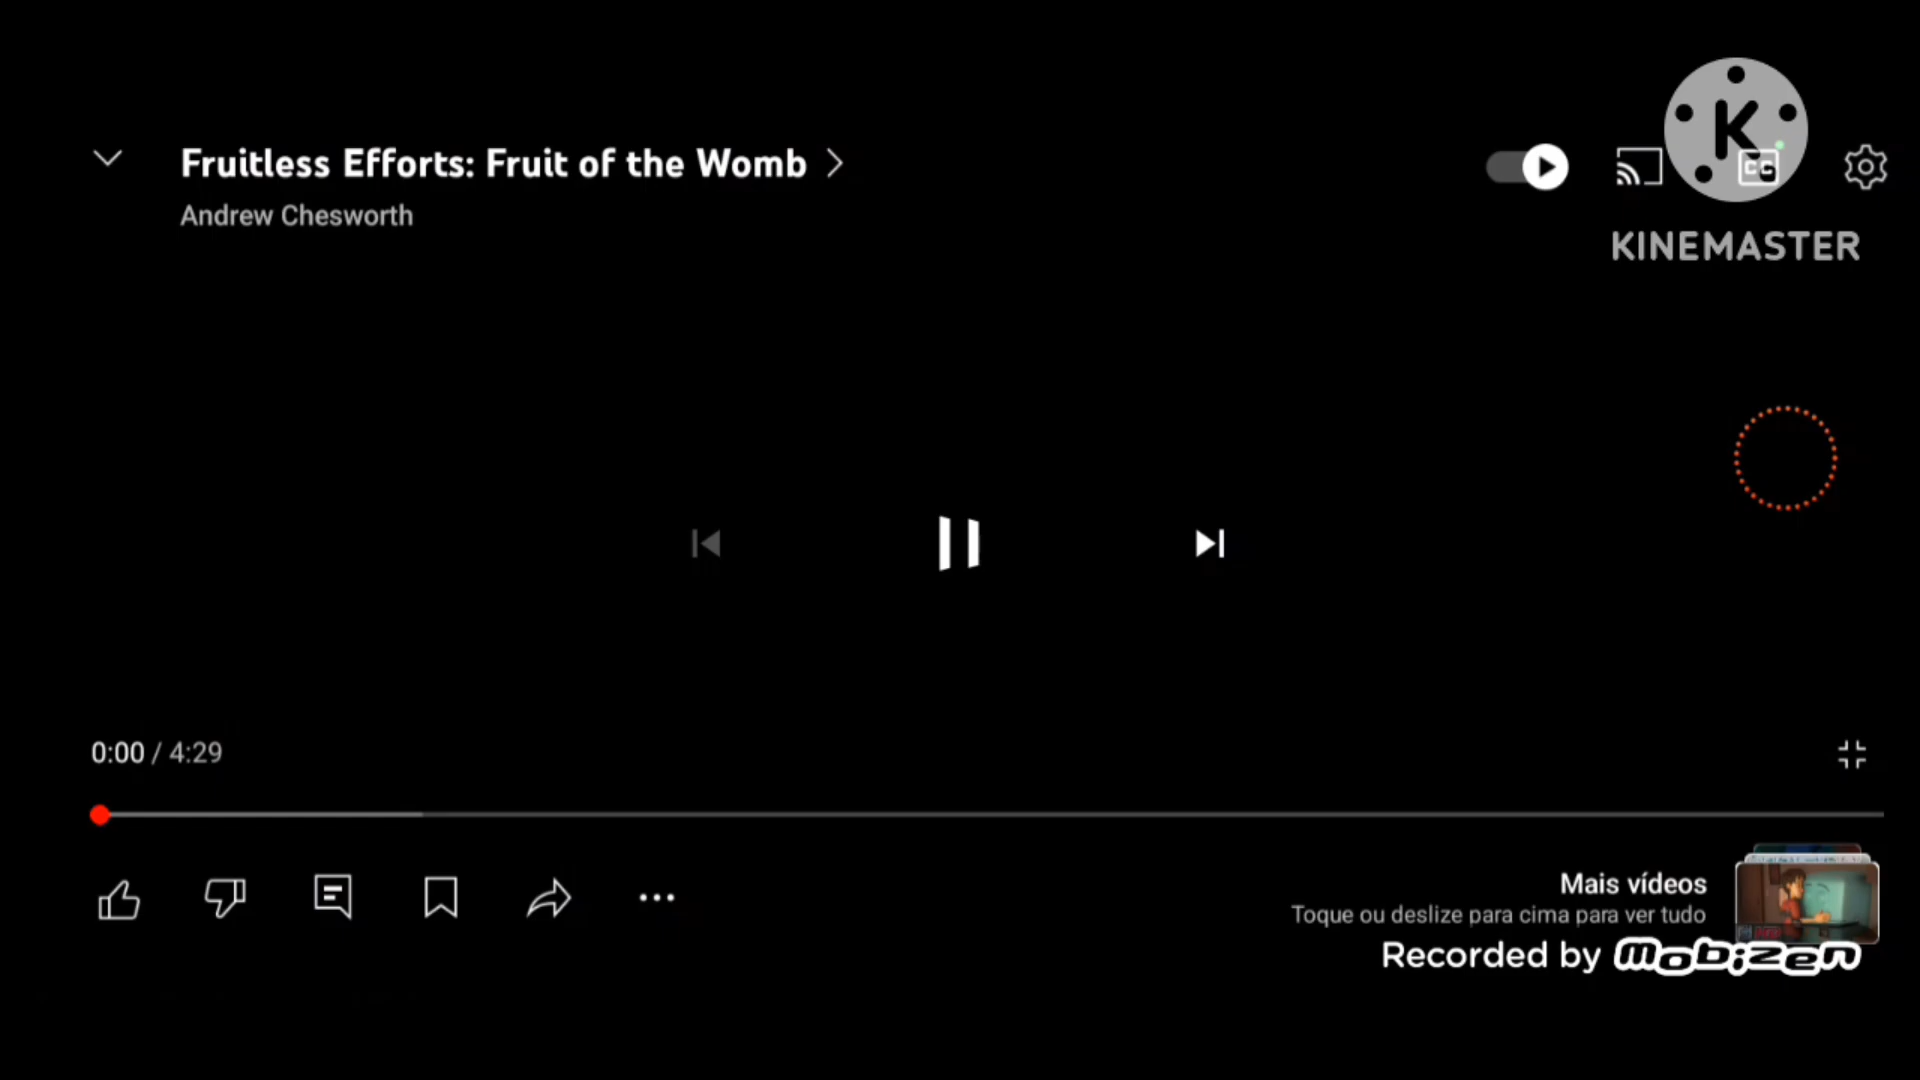 Fruitless Efforts: Fruit of the Womb
Andrew Chesworth
K
CC
KINEMASTER
0:00 / 4:29
Mais vídeos
Toque ou deslize para cima para ver tudo
Recorded by mobizen